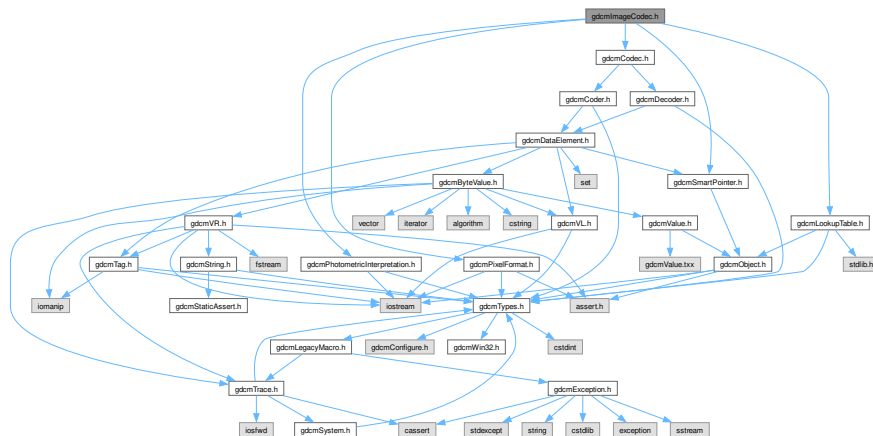 gdcmImageCodec.h
gdcmCodec.h
gdcmCoder.h
gdcmDecoder.h
gdcmDataElement.h
gdcmByteValue.h
set
gdcmSmartPointer.h
vector
iterator
algorithm
cstring
gdcmVR.h
gdcmVL.h
gdcmValue.h
gdcmLookupTable.h
gdcmTag.h
gdcmString.h
fstream
gdcmPhotometricInterpretation.h
gdcmPixelFormat.h
gdcmValue.txx
gdcmObject.h
stdlib.h
iomanip
gdcmStaticAssert.h
iostream
gdcmTypes.h
assert.h
gdcmLegacyMacro.h
gdcmConfigure.h
gdcmWin32.h
cstdint
gdcmTrace.h
gdcmException.h
iosfwd
gdcmSystem.h
cassert
stdexcept
string
cstdlib
exception
sstream